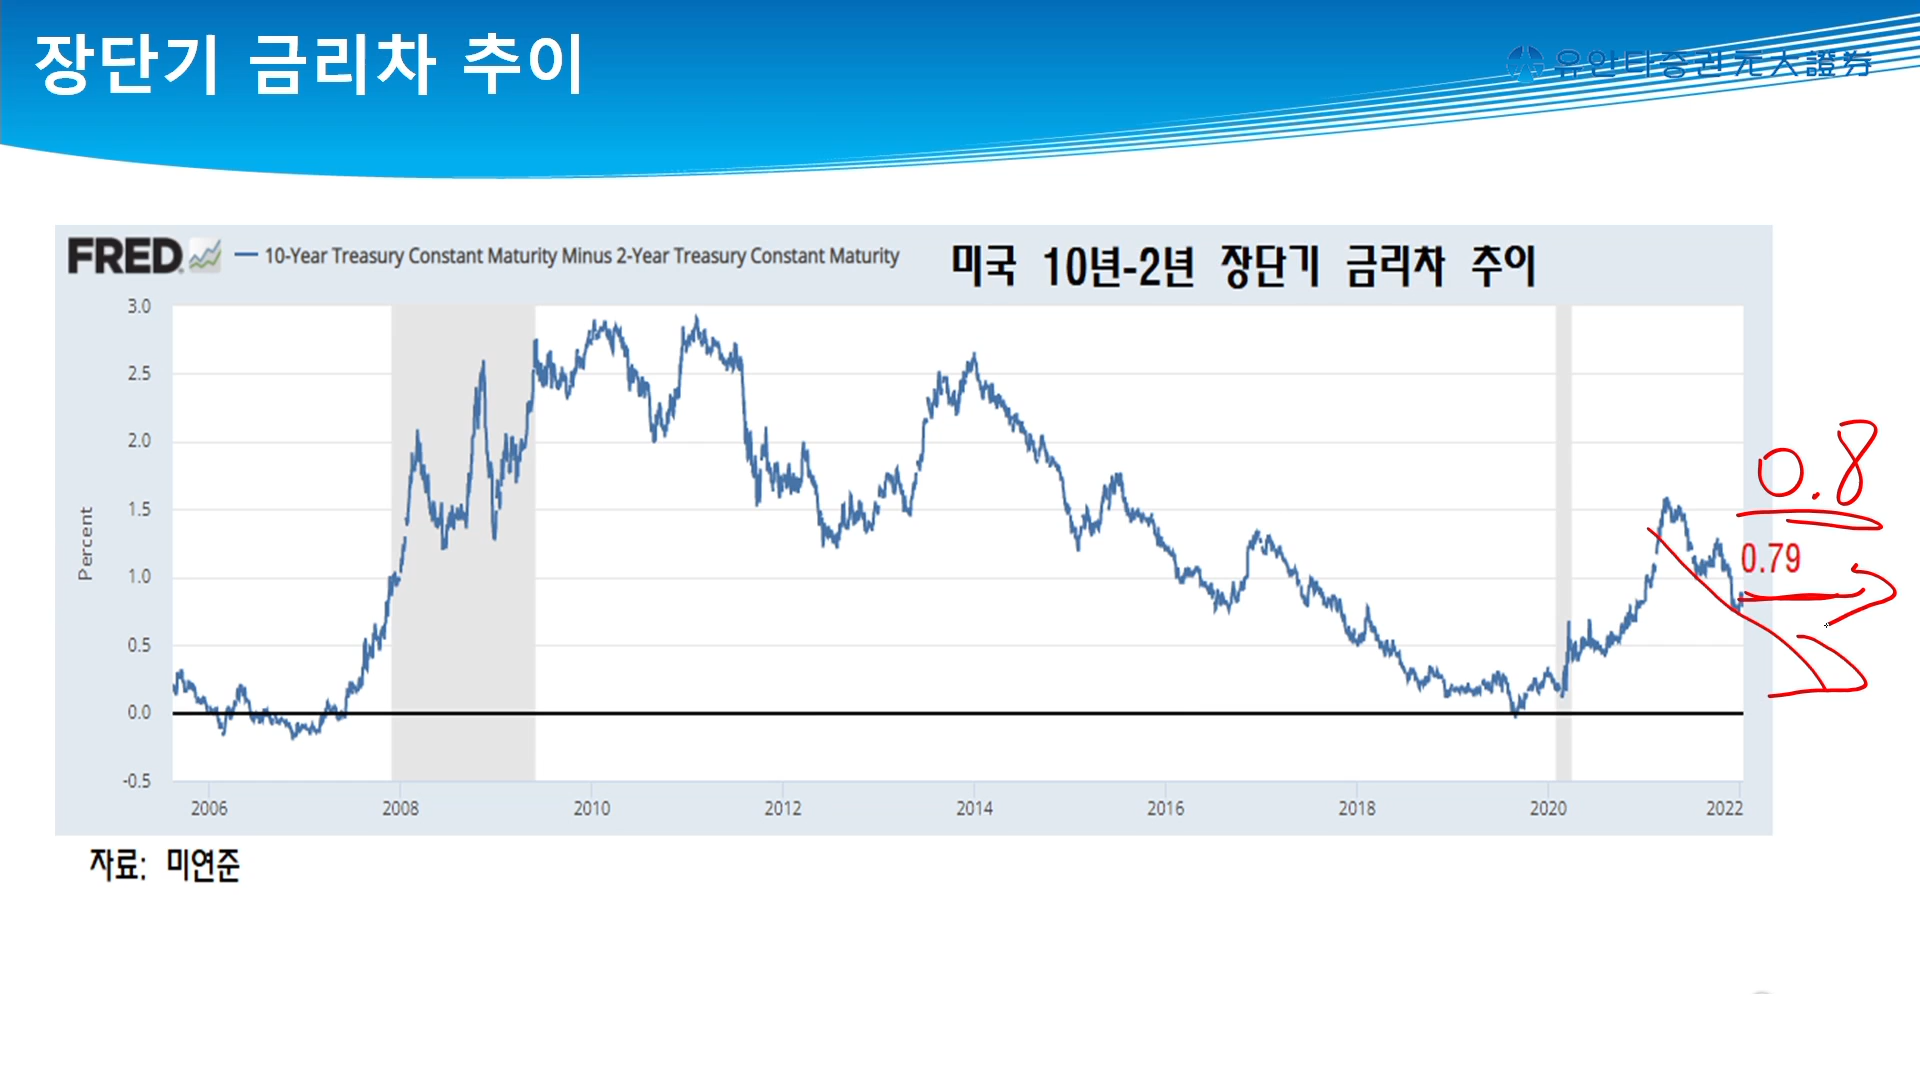 장단기 금리차 추이
유안타증권 元大證券
FRED 10-Year Treasury Constant Maturity Minus 2-Year Treasury Constant Maturity
미국 10년-2년 장단기 금리차 추이
3.0
2.5
2.0
1.5
1.0
0.5
0.0
-0.5
Percent
0.8
0.79
2006 2008 2010 2012 2014 2016 2018 2020 2022
자료: 미연준